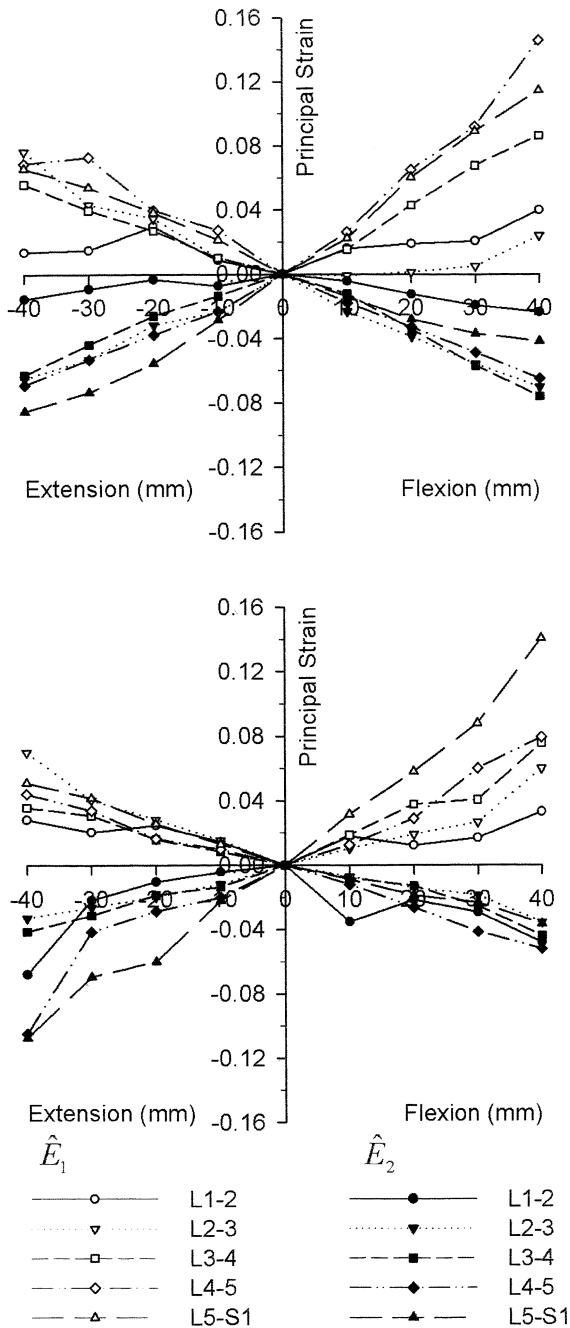 0.16
Principal Strain
0.12
0.08
0.04
0.00
-40 -30 -20 -10 0 10 20 30 40
-0.04
-0.08
-0.12
-0.16
Extension (mm) Flexion (mm)
0.16
Principal Strain
0.12
0.08
0.04
0.00
-40 -30 -20 -10 0 10 20 30 40
-0.04
-0.08
-0.12
-0.16
Extension (mm) Flexion (mm)
Ê₁ Ê₂
L1-2 L1-2
L2-3 L2-3
L3-4 L3-4
L4-5 L4-5
L5-S1 L5-S1